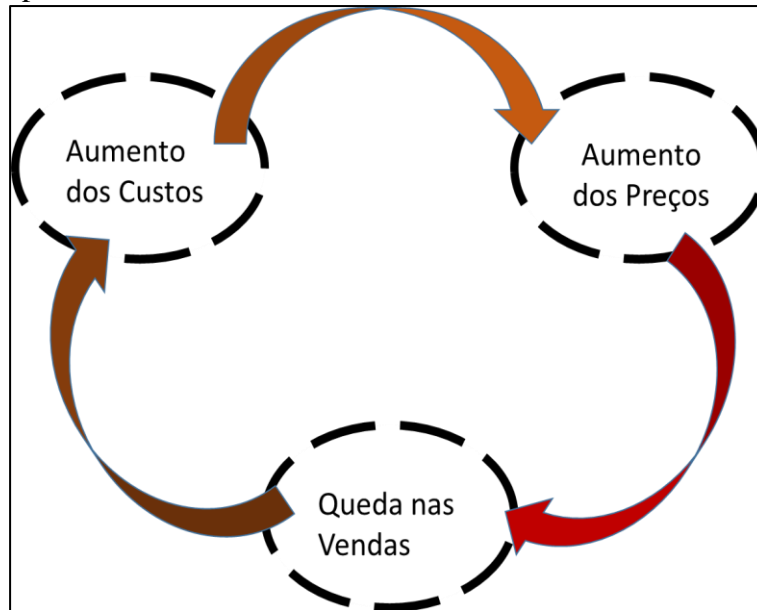 Aumento
dos Custos
Aumento
dos Preços
Queda nas
Vendas